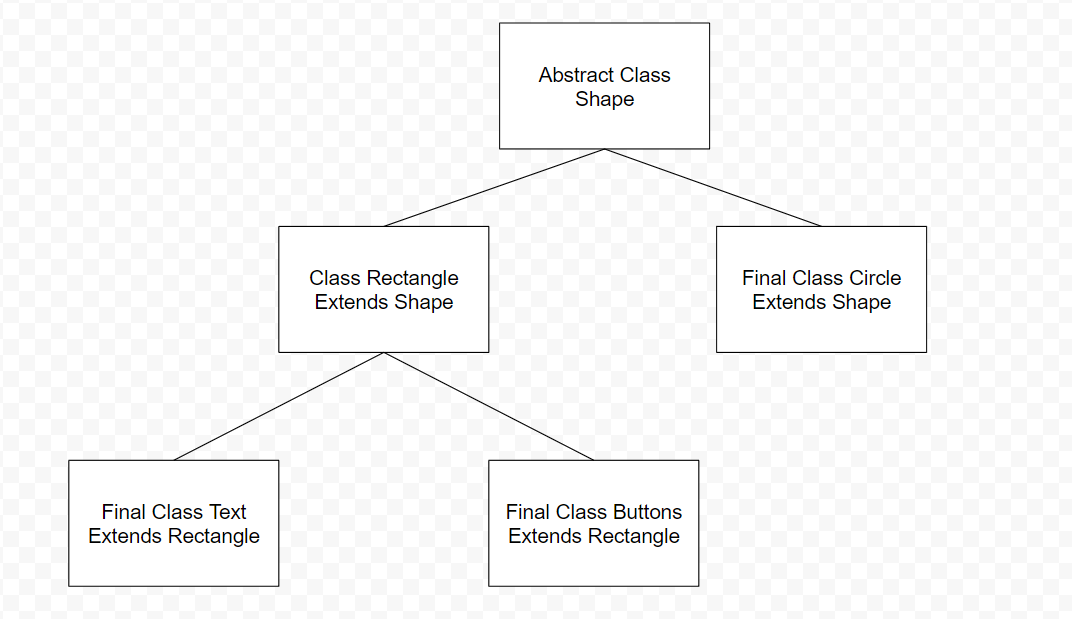 Abstract Class
Shape
Class Rectangle
Extends Shape
Final Class Circle
Extends Shape
Final Class Text
Extends Rectangle
Final Class Buttons
Extends Rectangle